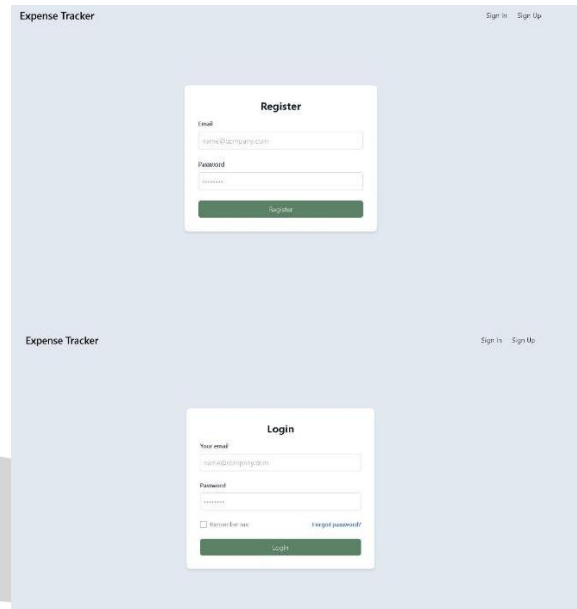 Expense Tracker
Sign In Sign Up
Register
Email
name@company.com
Password
••••••••
Register
Expense Tracker
Sign In Sign Up
Login
Your email
name@company.com
Password
••••••••
Remember me Forgot password?
Login